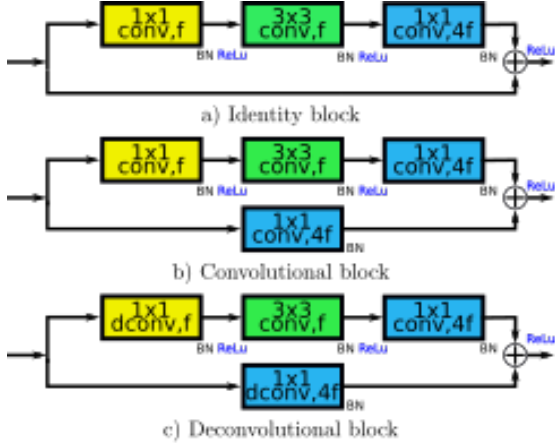 1x1 3x3 1x1
conv,f conv,f conv,4f
BN ReLu BN ReLu BN ReLu
a) Identity block
1x1 3x3 1x1
conv,f conv,f conv,4f
BN ReLu BN ReLu BN ReLu
1x1
conv,4f
BN
b) Convolutional block
1x1 3x3 1x1
dconv,f conv,f conv,4f
BN ReLu BN ReLu BN ReLu
1x1
dconv,4f
BN
c) Deconvolutional block